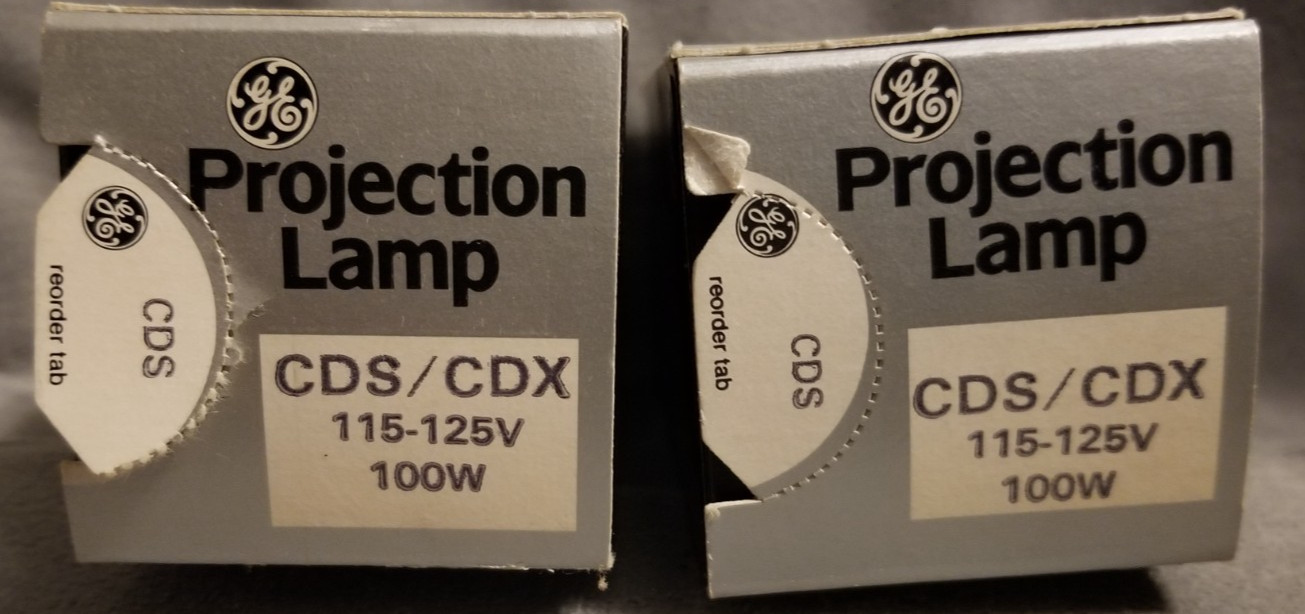 GE
Projection
Lamp
GE
reorder tab
CDS
CDS/CDX
115-125V
100W
GE
Projection
Lamp
GE
reorder tab
CDS
CDS/CDX
115-125V
100W